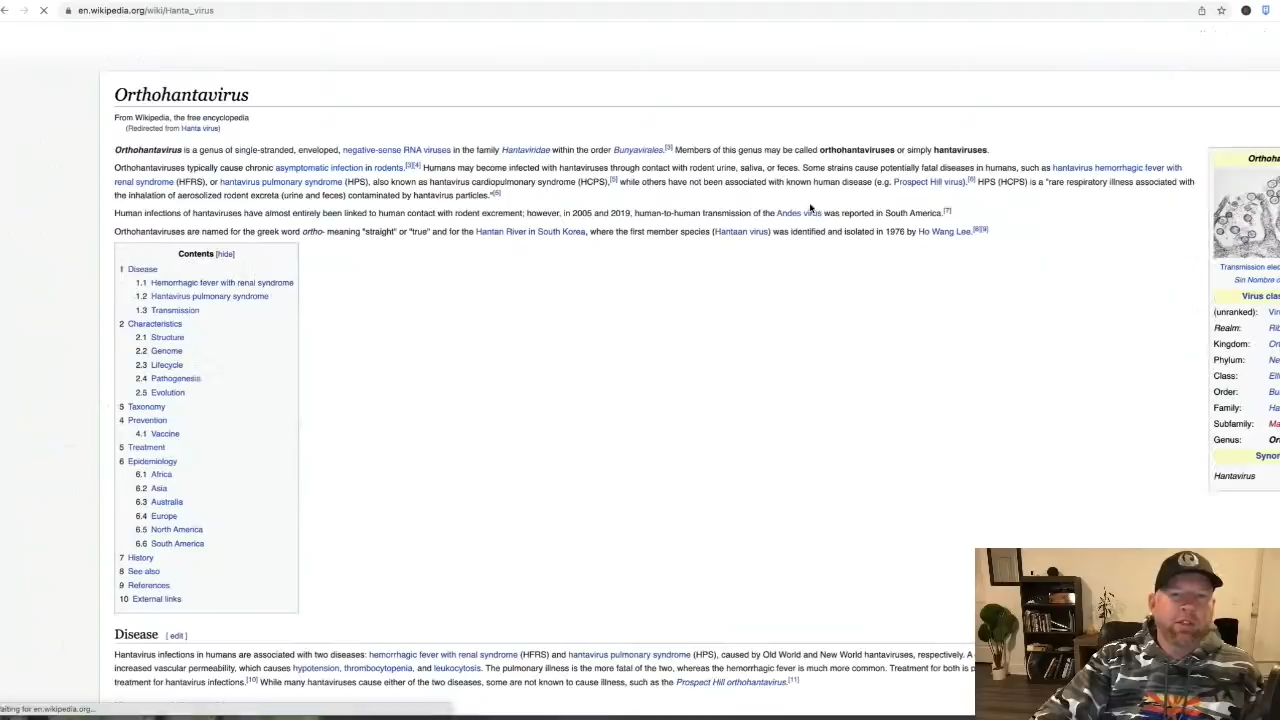 en.wikipedia.org/wiki/Hanta_virus
Orthohantavirus
From Wikipedia, the free encyclopedia
(Redirected from Hanta virus)
Orthohantavirus is a genus of single-stranded, enveloped, negative-sense RNA viruses in the family Hantaviridae within the order Bunyavirales.[3] Members of this genus may be called orthohantaviruses or simply hantaviruses.
Orthohantaviruses typically cause chronic asymptomatic infection in rodents.[3][4] Humans may become infected with hantaviruses through contact with rodent urine, saliva, or feces. Some strains cause potentially fatal diseases in humans, such as hantavirus hemorrhagic fever with
renal syndrome (HFRS), or hantavirus pulmonary syndrome (HPS), also known as hantavirus cardiopulmonary syndrome (HCPS),[5] while others have not been associated with known human disease (e.g. Prospect Hill virus).[6] HPS (HCPS) is a "rare respiratory illness associated with
the inhalation of aerosolized rodent excreta (urine and feces) contaminated by hantavirus particles."[5]
Human infections of hantaviruses have almost entirely been linked to human contact with rodent excrement; however, in 2005 and 2019, human-to-human transmission of the Andes virus was reported in South America.[7]
Orthohantaviruses are named for the greek word ortho- meaning "straight" or "true" and for the Hantan River in South Korea, where the first member species (Hantaan virus) was identified and isolated in 1976 by Ho Wang Lee.[8][9]
Contents [hide]
1 Disease
1.1 Hemorrhagic fever with renal syndrome
1.2 Hantavirus pulmonary syndrome
1.3 Transmission
2 Characteristics
2.1 Structure
2.2 Genome
2.3 Lifecycle
2.4 Pathogenesis
2.5 Evolution
3 Taxonomy
4 Prevention
4.1 Vaccine
5 Treatment
6 Epidemiology
6.1 Africa
6.2 Asia
6.3 Australia
6.4 Europe
6.5 North America
6.6 South America
7 History
8 See also
9 References
10 External links
Ortho
Transmission elec
Sin Nombre o
Virus clas
(unranked): Vir
Realm: Rib
Kingdom: Or
Phylum: Ne
Class: Elli
Order: Bu
Family: Ha
Subfamily: Ma
Genus: Or
Synor
Hantavirus
Disease [ edit ]
Hantavirus infections in humans are associated with two diseases: hemorrhagic fever with renal syndrome (HFRS) and hantavirus pulmonary syndrome (HPS), caused by Old World and New World hantaviruses, respectively. A
increased vascular permeability, which causes hypotension, thrombocytopenia, and leukocytosis. The pulmonary illness is the more fatal of the two, whereas the hemorrhagic fever is much more common. Treatment for both is p
treatment for hantavirus infections.[10] While many hantaviruses cause either of the two diseases, some are not known to cause illness, such as the Prospect Hill orthohantavirus.[11]
aiting for en.wikipedia.org...